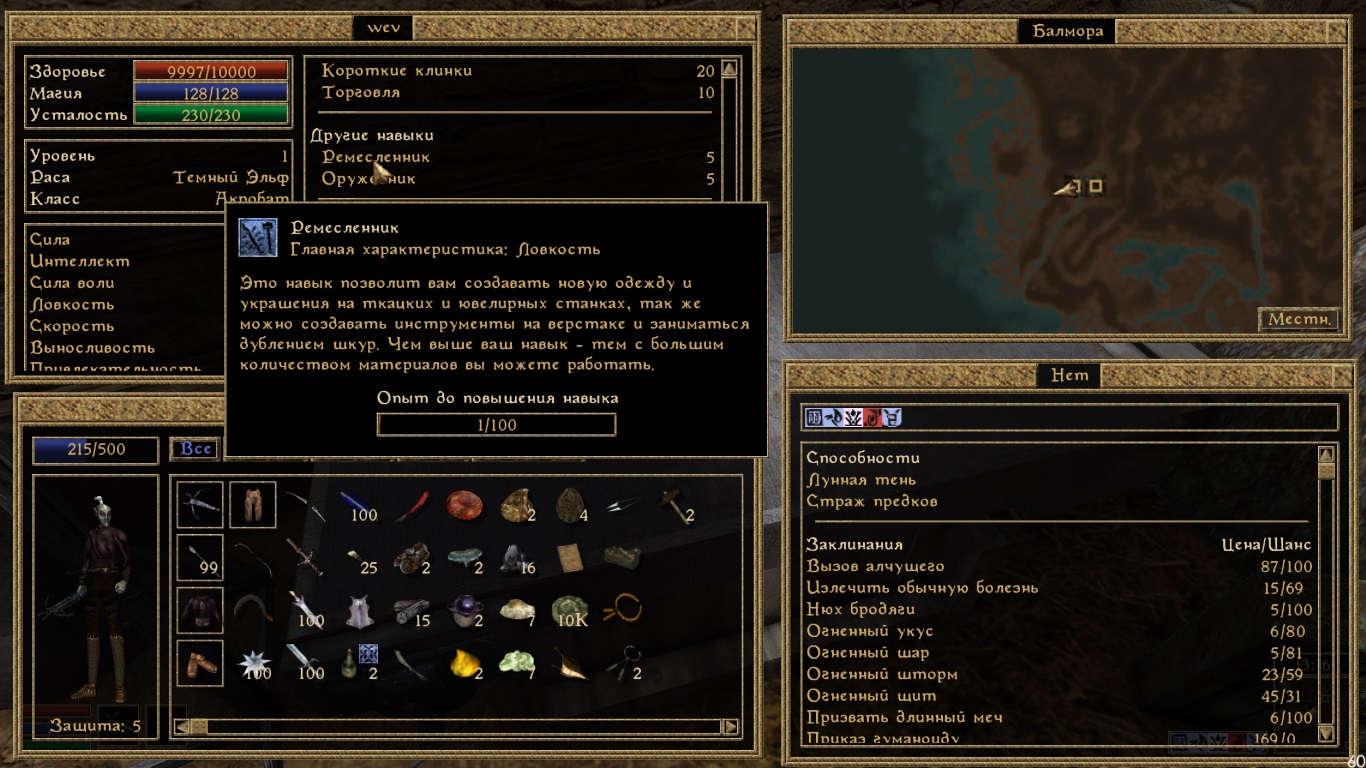 wev
Здоровье 9997/10000
Магия 128/128
Усталость 230/230
Уровень 1
Раса Темный Эльф
Класс Акробат
Сила
Интеллект
Сила воли
Ловкость
Скорость
Выносливость
Привлекательность
Короткие клинки 20
Торговля 10
Другие навыки
Ремесленник 5
Оружейник 5
Ремесленник
Главная характеристика: Ловкость
Это навык позволит вам создавать новую одежду и
украшения на ткацких и ювелирных станках, так же
можно создавать инструменты на верстаке и заниматься
дублением шкур. Чем выше ваш навык - тем с большим
количеством материалов вы можете работать.
Опыт до повышения навыка
1/100
215/500
Все
100 2 4 2
99 25 2 2 16
100 15 2 7 10K
100 100 2 2 7 2
Защита: 5
Балмора
Местн.
Нет
Способности
Лунная тень
Страж предков
Заклинания Цена/Шанс
Вызов алчущего 87/100
Излечить обычную болезнь 15/69
Нюх бродяги 5/100
Огненный укус 6/80
Огненный шар 5/81
Огненный шторм 23/59
Огненный щит 45/31
Призвать длинный меч 6/100
Приказ гуманоиду 169/0
60